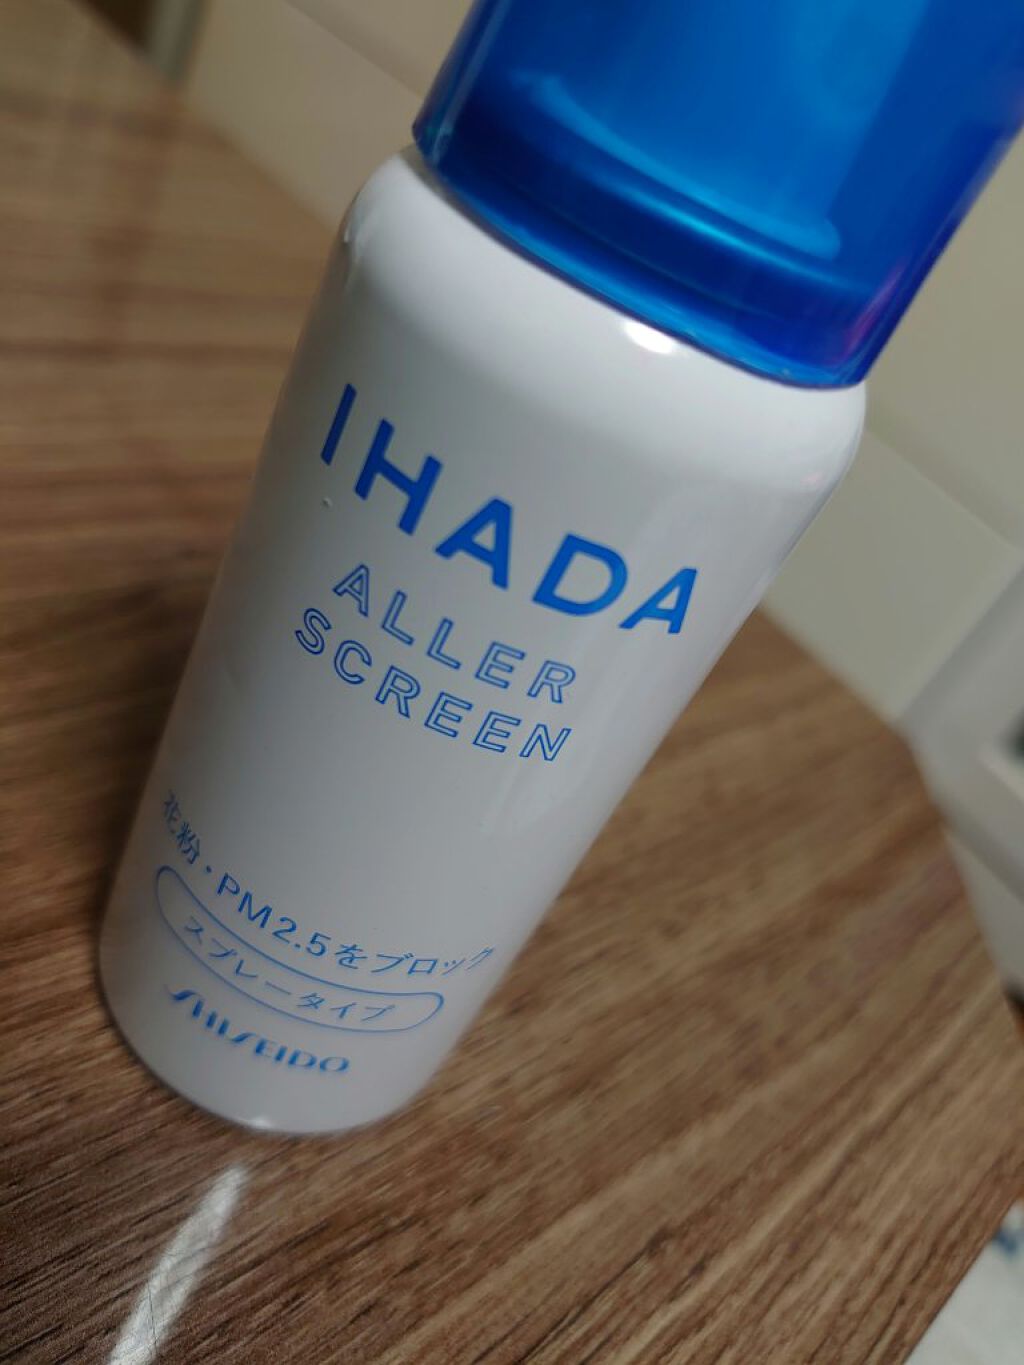 IHADA
ALLER
SCREEN
花粉・PM2.5をブロック
スプレータイプ
SHISEIDO